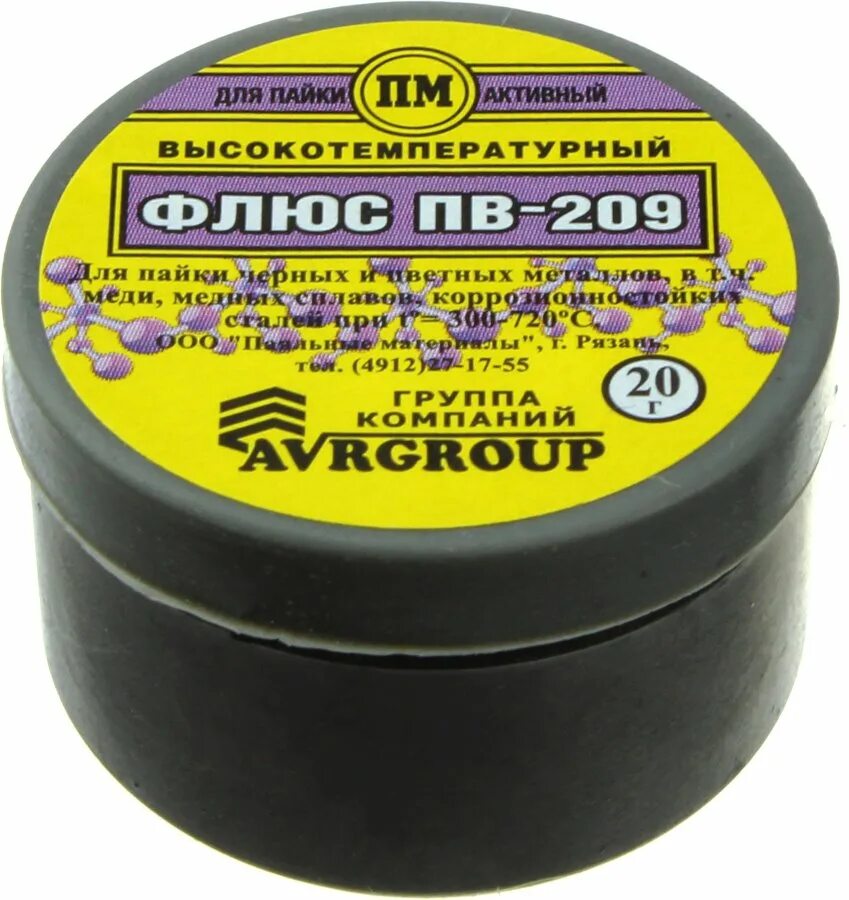 ДЛЯ ПАЙКИ ПМ АКТИВНЫЙ
ВЫСОКОТЕМПЕРАТУРНЫЙ
ФЛЮС ПВ-209
Для пайки черных и цветных металлов, в т.ч.
меди, медных сплавов, коррозионностойких
сталей при t°= 300-720°С
ООО "Паяльные материалы", г. Рязань,
тел. (4912)27-17-55
20 г
ГРУППА
КОМПАНИЙ
AVRGROUP